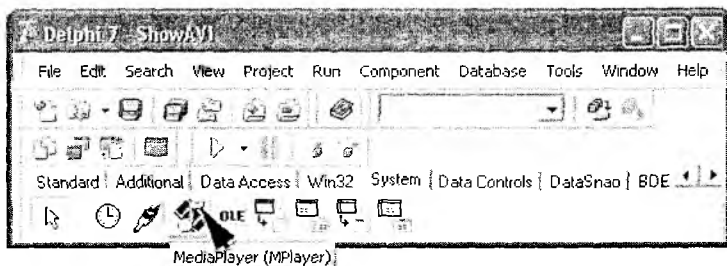 Delphi 7 - ShowAVI
File Edit Search View Project Run Component Database Tools Window Help
Standard Additional Data Access Win32 System Data Controls DataSnap BDE
OLE
MediaPlayer (MPlayer)